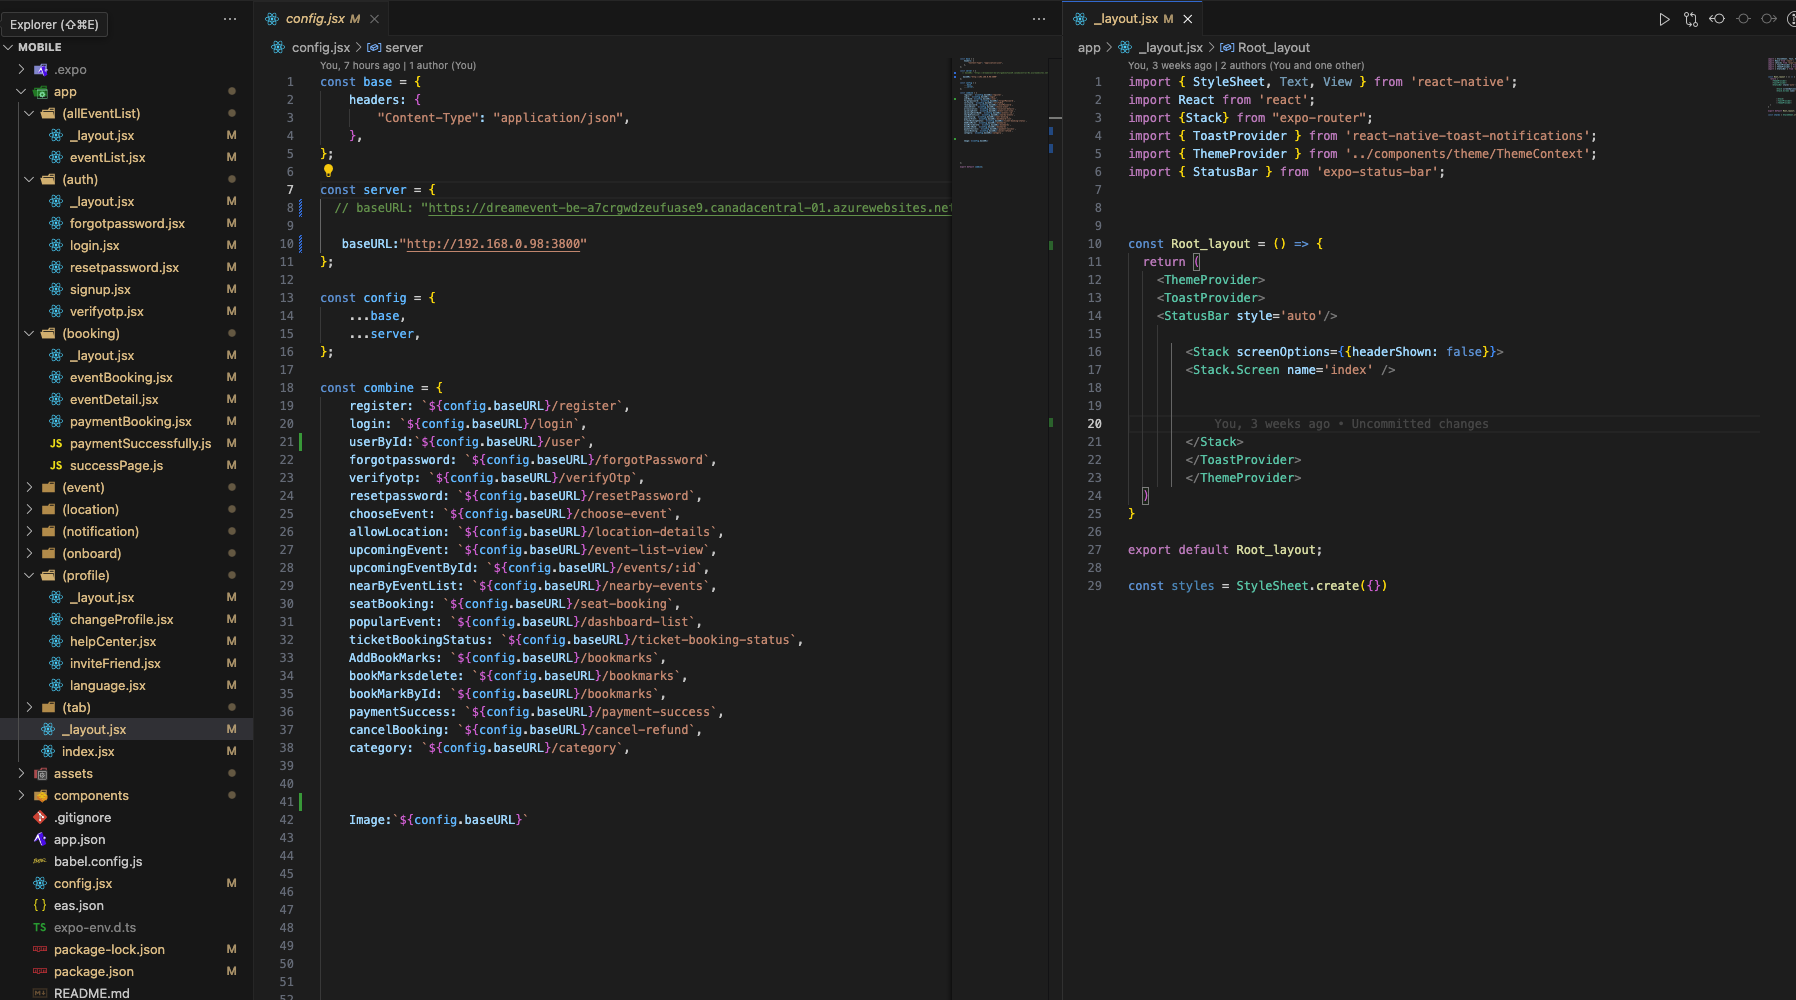 Explorer (⇧⌘E)
MOBILE
.expo
app
(allEventList)
_layout.jsx M
eventList.jsx M
(auth)
_layout.jsx M
forgotpassword.jsx M
login.jsx M
resetpassword.jsx M
signup.jsx M
verifyotp.jsx M
(booking)
_layout.jsx M
eventBooking.jsx M
eventDetail.jsx M
paymentBooking.jsx M
JS paymentSuccessfully.js M
JS successPage.js M
(event)
(location)
(notification)
(onboard)
(profile)
_layout.jsx M
changeProfile.jsx M
helpCenter.jsx M
inviteFriend.jsx M
language.jsx M
(tab)
_layout.jsx M
index.jsx M
assets
components
.gitignore
app.json
babel.config.js
config.jsx M
{} eas.json
TS expo-env.d.ts
package-lock.json M
package.json M
README.md
config.jsx M
config.jsx > server
You, 7 hours ago | 1 author (You)
1 const base = {
2 headers: {
3 "Content-Type": "application/json",
4 },
5 };
6
7 const server = {
8 // baseURL: "https://dreamevent-be-a7crgwdzeufuase9.canadacentral-01.azurewebsites.net
9
10 baseURL:"http://192.168.0.98:3800"
11 };
12
13 const config = {
14 ...base,
15 ...server,
16 };
17
18 const combine = {
19 register: `${config.baseURL}/register`,
20 login: `${config.baseURL}/login`,
21 userById:`${config.baseURL}/user`,
22 forgotpassword: `${config.baseURL}/forgotPassword`,
23 verifyotp: `${config.baseURL}/verifyOtp`,
24 resetpassword: `${config.baseURL}/resetPassword`,
25 chooseEvent: `${config.baseURL}/choose-event`,
26 allowLocation: `${config.baseURL}/location-details`,
27 upcomingEvent: `${config.baseURL}/event-list-view`,
28 upcomingEventById: `${config.baseURL}/events/:id`,
29 nearByEventList: `${config.baseURL}/nearby-events`,
30 seatBooking: `${config.baseURL}/seat-booking`,
31 popularEvent: `${config.baseURL}/dashboard-list`,
32 ticketBookingStatus: `${config.baseURL}/ticket-booking-status`,
33 AddBookMarks: `${config.baseURL}/bookmarks`,
34 bookMarksdelete: `${config.baseURL}/bookmarks`,
35 bookMarkById: `${config.baseURL}/bookmarks`,
36 paymentSuccess: `${config.baseURL}/payment-success`,
37 cancelBooking: `${config.baseURL}/cancel-refund`,
38 category: `${config.baseURL}/category`,
39
40
41
42 Image:`${config.baseURL}`
43
44
45
46
47
48
49
50
51
52
_layout.jsx M
app > _layout.jsx > Root_layout
You, 3 weeks ago | 2 authors (You and one other)
1 import { StyleSheet, Text, View } from 'react-native';
2 import React from 'react';
3 import {Stack} from "expo-router";
4 import { ToastProvider } from 'react-native-toast-notifications';
5 import { ThemeProvider } from '../components/theme/ThemeContext';
6 import { StatusBar } from 'expo-status-bar';
7
8
9
10 const Root_layout = () => {
11 return (
12 <ThemeProvider>
13 <ToastProvider>
14 <StatusBar style='auto'/>
15
16 <Stack screenOptions={{headerShown: false}}>
17 <Stack.Screen name='index' />
18
19
20 You, 3 weeks ago • Uncommitted changes
21 </Stack>
22 </ToastProvider>
23 </ThemeProvider>
24 )
25 }
26
27 export default Root_layout;
28
29 const styles = StyleSheet.create({})